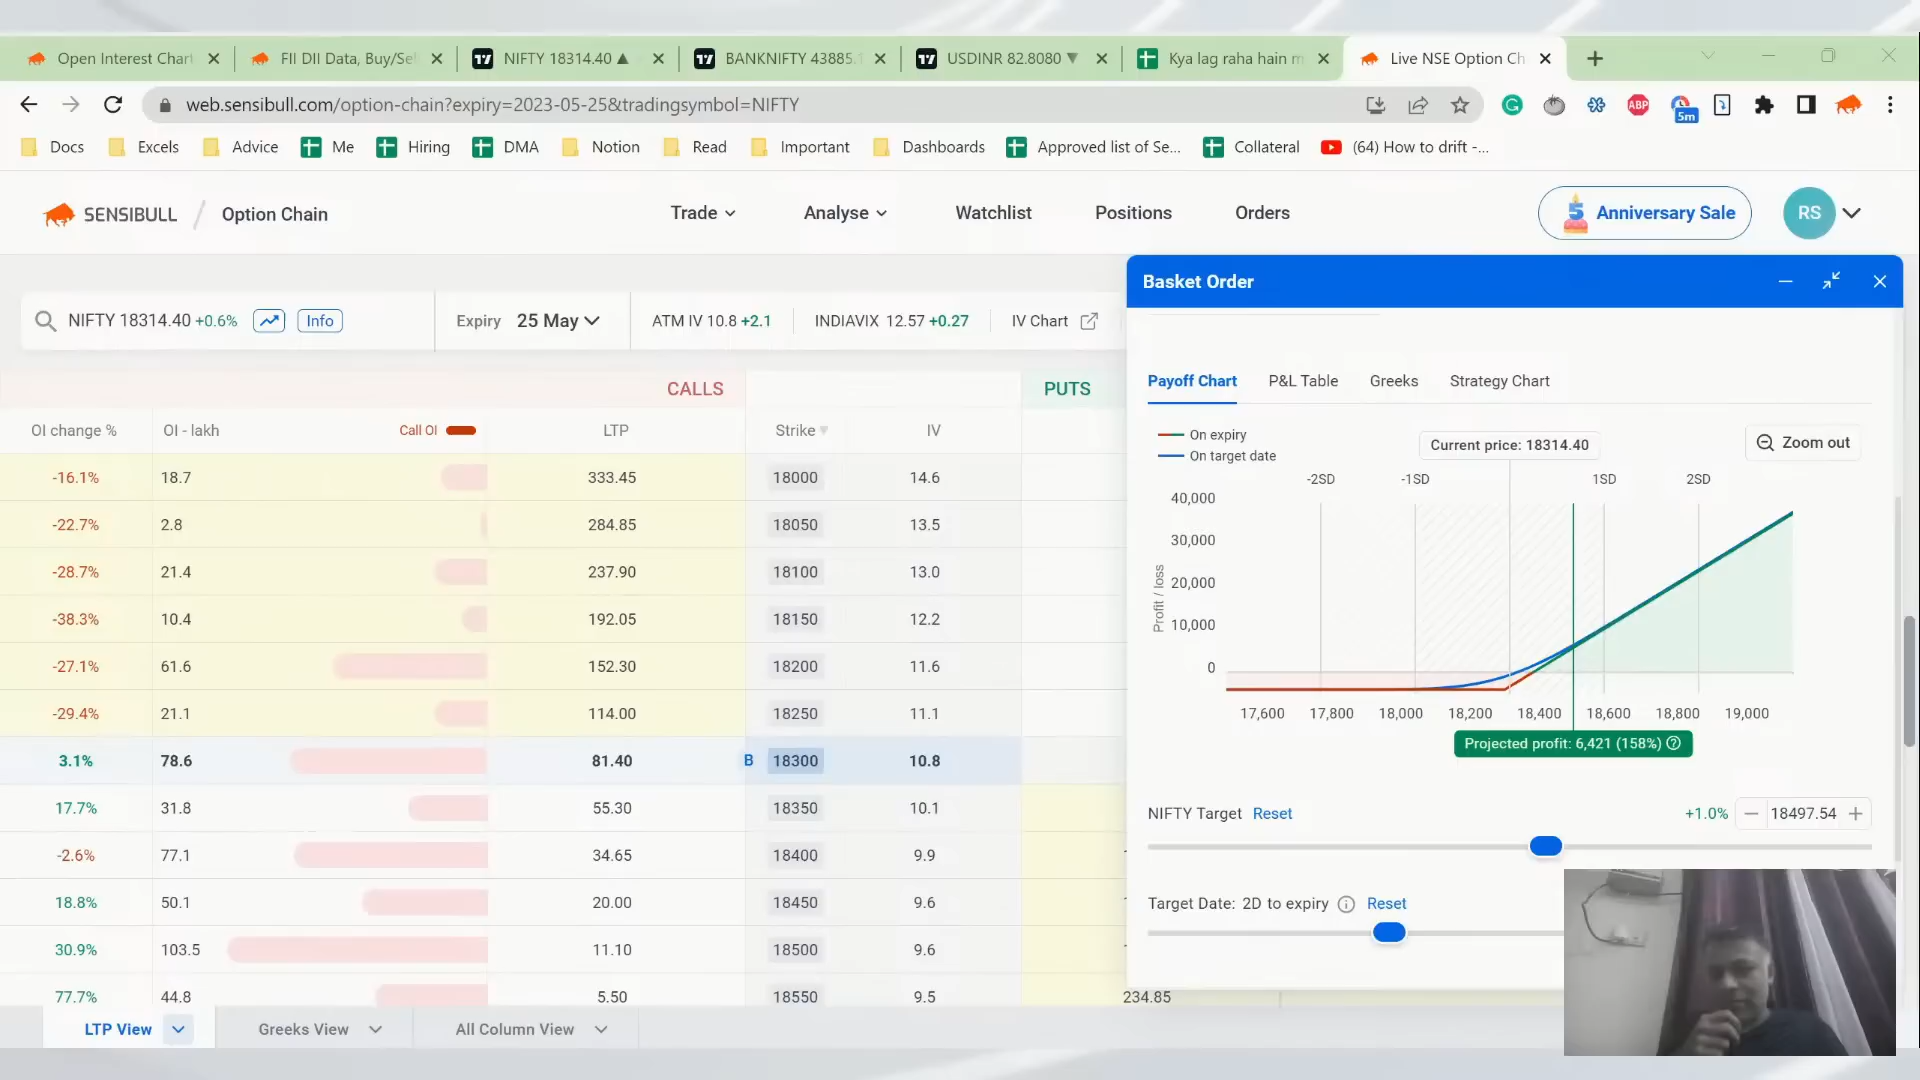 Open Interest Chart
FII DII Data, Buy/Sel
NIFTY 18314.40 ▲
BANKNIFTY 43885.1
USDINR 82.8080 ▼
Kya lag raha hain m
Live NSE Option Ch
web.sensibull.com/option-chain?expiry=2023-05-25&tradingsymbol=NIFTY
ABP
5m
Docs
Excels
Advice
Me
Hiring
DMA
Notion
Read
Important
Dashboards
Approved list of Se...
Collateral
(64) How to drift -...
SENSIBULL / Option Chain
Trade
Analyse
Watchlist
Positions
Orders
5 Anniversary Sale
RS
NIFTY 18314.40 +0.6% Info
Expiry 25 May
ATM IV 10.8 +2.1
INDIAVIX 12.57 +0.27
IV Chart
CALLS
PUTS
OI change % OI - lakh Call OI LTP Strike IV
-16.1% 18.7 333.45 18000 14.6
-22.7% 2.8 284.85 18050 13.5
-28.7% 21.4 237.90 18100 13.0
-38.3% 10.4 192.05 18150 12.2
-27.1% 61.6 152.30 18200 11.6
-29.4% 21.1 114.00 18250 11.1
3.1% 78.6 81.40 B 18300 10.8
17.7% 31.8 55.30 18350 10.1
-2.6% 77.1 34.65 18400 9.9
18.8% 50.1 20.00 18450 9.6
30.9% 103.5 11.10 18500 9.6
77.7% 44.8 5.50 18550 9.5 234.85
LTP View
Greeks View
All Column View
Basket Order
Payoff Chart
P&L Table
Greeks
Strategy Chart
On expiry
On target date
Current price: 18314.40
Zoom out
-2SD -1SD 1SD 2SD
Profit / loss
40,000
30,000
20,000
10,000
0
17,600 17,800 18,000 18,200 18,400 18,600 18,800 19,000
Projected profit: 6,421 (158%)
NIFTY Target Reset +1.0% − 18497.54 +
Target Date: 2D to expiry Reset